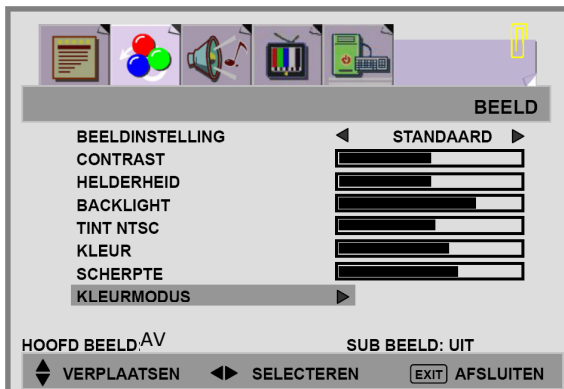 BEELD
BEELDINSTELLING STANDAARD
CONTRAST
HELDERHEID
BACKLIGHT
TINT NTSC
KLEUR
SCHERPTE
KLEURMODUS
HOOFD BEELD: AV SUB BEELD: UIT
VERPLAATSEN SELECTEREN EXIT AFSLUITEN